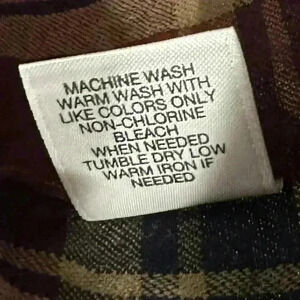 MACHINE WASH
WARM WASH WITH
LIKE COLORS ONLY
NON-CHLORINE
BLEACH
WHEN NEEDED
TUMBLE DRY LOW
WARM IRON IF
NEEDED